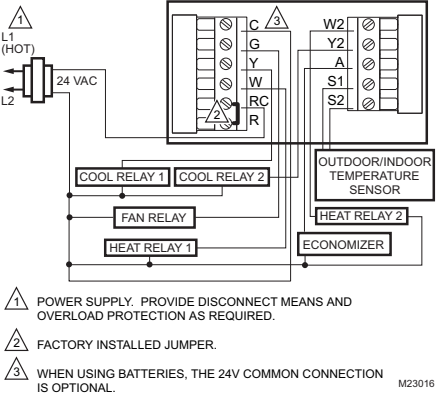 1
L1
(HOT)
L2
24 VAC
C
G
Y
W
RC
R
2
3
W2
Y2
A
S1
S2
OUTDOOR/INDOOR
TEMPERATURE
SENSOR
COOL RELAY 1
COOL RELAY 2
FAN RELAY
HEAT RELAY 2
HEAT RELAY 1
ECONOMIZER
1 POWER SUPPLY. PROVIDE DISCONNECT MEANS AND
OVERLOAD PROTECTION AS REQUIRED.
2 FACTORY INSTALLED JUMPER.
3 WHEN USING BATTERIES, THE 24V COMMON CONNECTION
IS OPTIONAL.
M23016